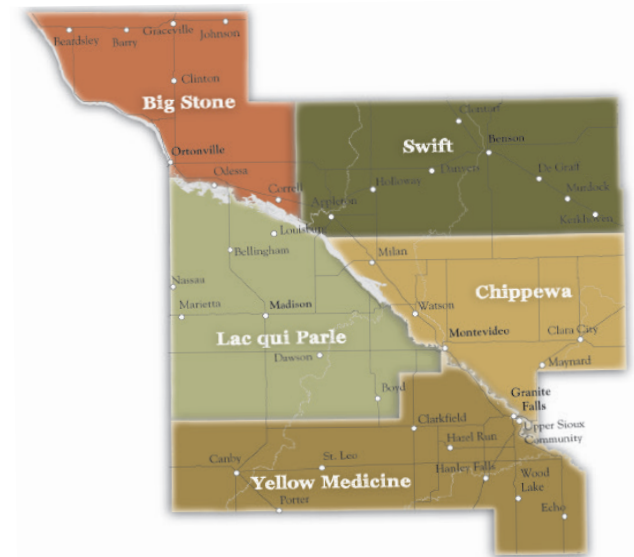 Graceville
Beardsley
Barry
Johnson
Clinton
Big Stone
Clontarf
Swift
Benson
Ortonville
Odessa
Danvers
De Graff
Holloway
Correll
Murdock
Appleton
Kerkhoven
Louisburg
Bellingham
Milan
Nassau
Chippewa
Marietta
Madison
Watson
Lac qui Parle
Montevideo
Clara City
Dawson
Maynard
Boyd
Granite
Falls
Clarkfield
Upper Sioux
Community
Hazel Run
Canby
St. Leo
Hanley Falls
Wood
Lake
Yellow Medicine
Porter
Echo